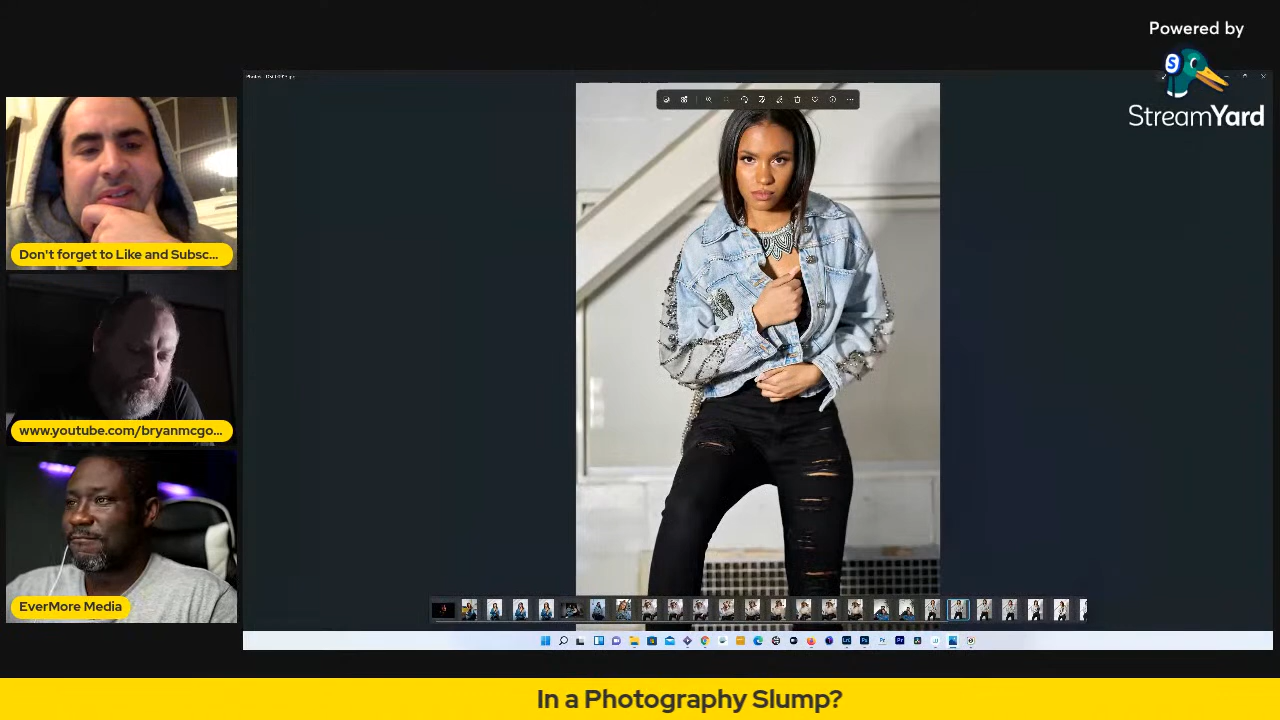 Powered by
StreamYard
Don't forget to Like and Subsc...
www.youtube.com/bryanmcgo...
EverMore Media
In a Photography Slump?